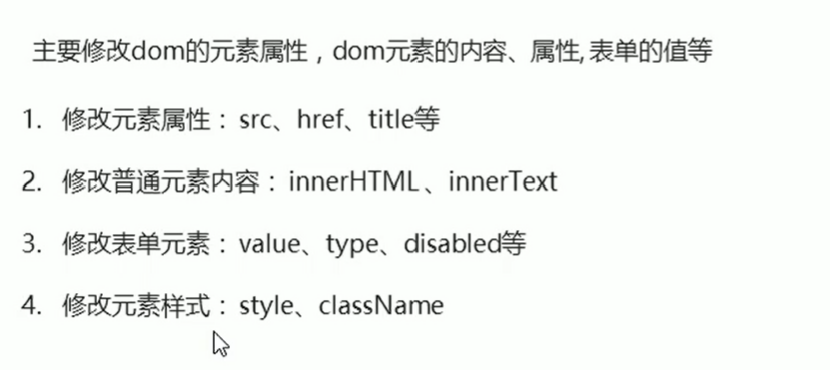 主要修改dom的元素属性，dom元素的内容、属性, 表单的值等
1. 修改元素属性：src、href、title等
2. 修改普通元素内容：innerHTML、innerText
3. 修改表单元素：value、type、disabled等
4. 修改元素样式：style、className